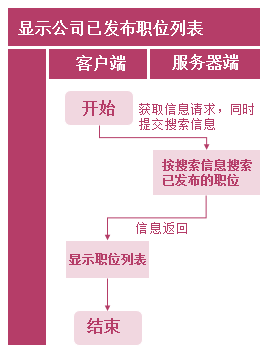 显示公司已发布职位列表
客户端
服务器端
开始
获取信息请求，同时
提交搜索信息
按搜索信息搜索
已发布的职位
信息返回
显示职位列表
结束